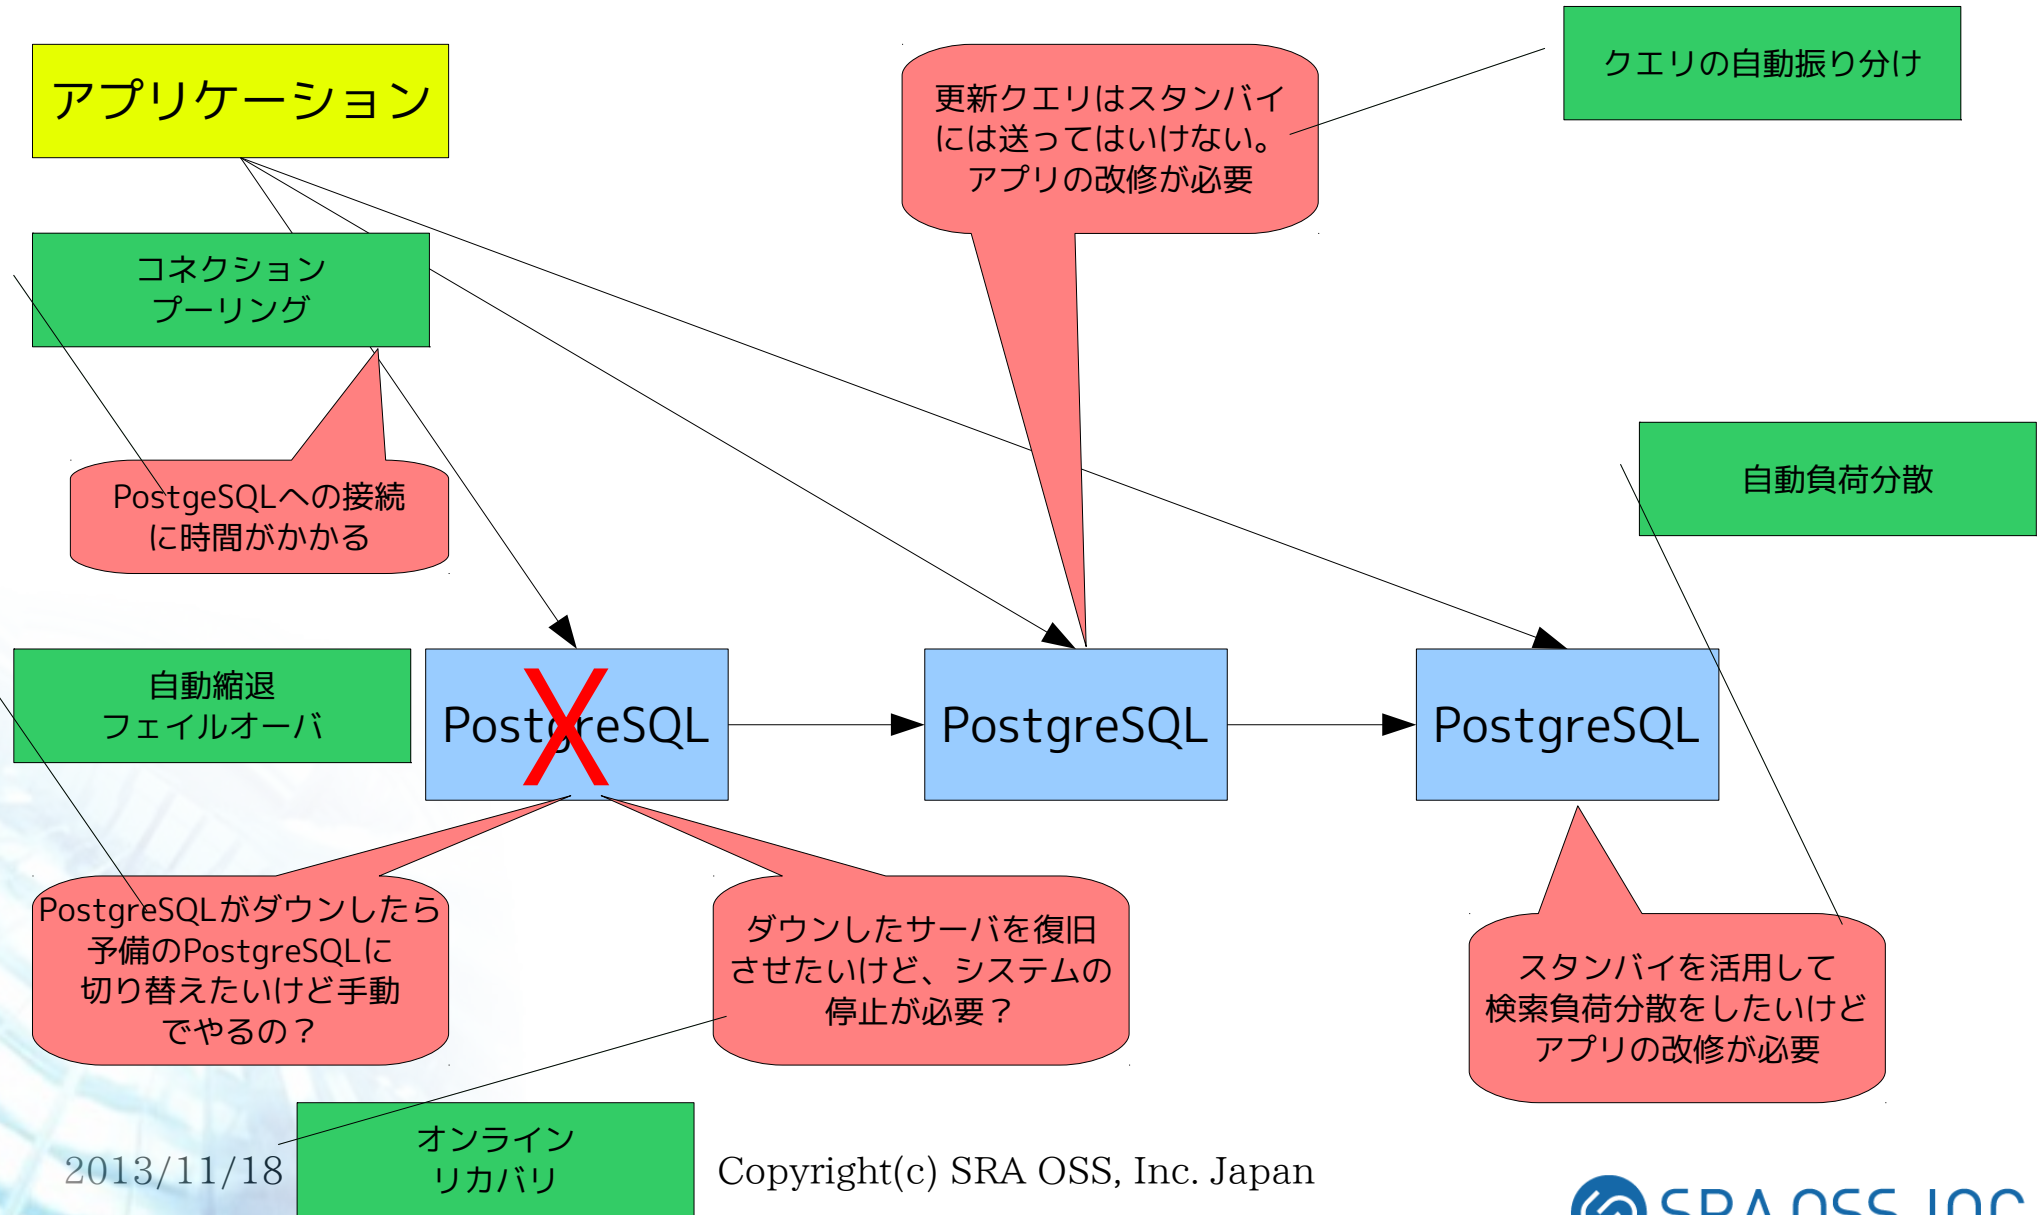 アプリケーション
更新クエリはスタンバイ
には送ってはいけない。
アプリの改修が必要
クエリの自動振り分け
コネクション
プーリング
PostgeSQLへの接続
に時間がかかる
自動負荷分散
自動縮退
フェイルオーバ
PostgreSQL
X
PostgreSQL
PostgreSQL
PostgreSQLがダウンしたら
予備のPostgreSQLに
切り替えたいけど手動
でやるの？
ダウンしたサーバを復旧
させたいけど、システムの
停止が必要？
スタンバイを活用して
検索負荷分散をしたいけど
アプリの改修が必要
オンライン
リカバリ
2013/11/18
Copyright(c) SRA OSS, Inc. Japan
SRA OSS, INC